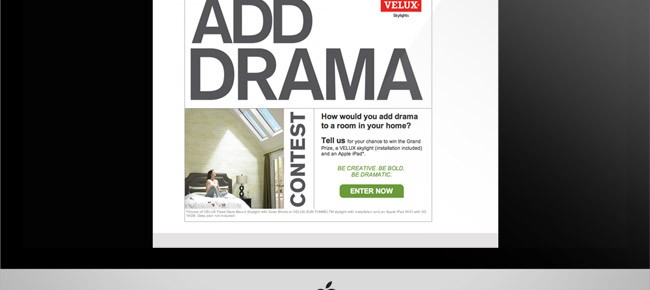 VELUX
Skylights
ADD
DRAMA
CONTEST
How would you add drama
to a room in your home?
Tell us for your chance to win the Grand
Prize, a VELUX skylight (installation included)
and an Apple iPad*.
BE CREATIVE. BE BOLD.
BE DRAMATIC.
ENTER NOW